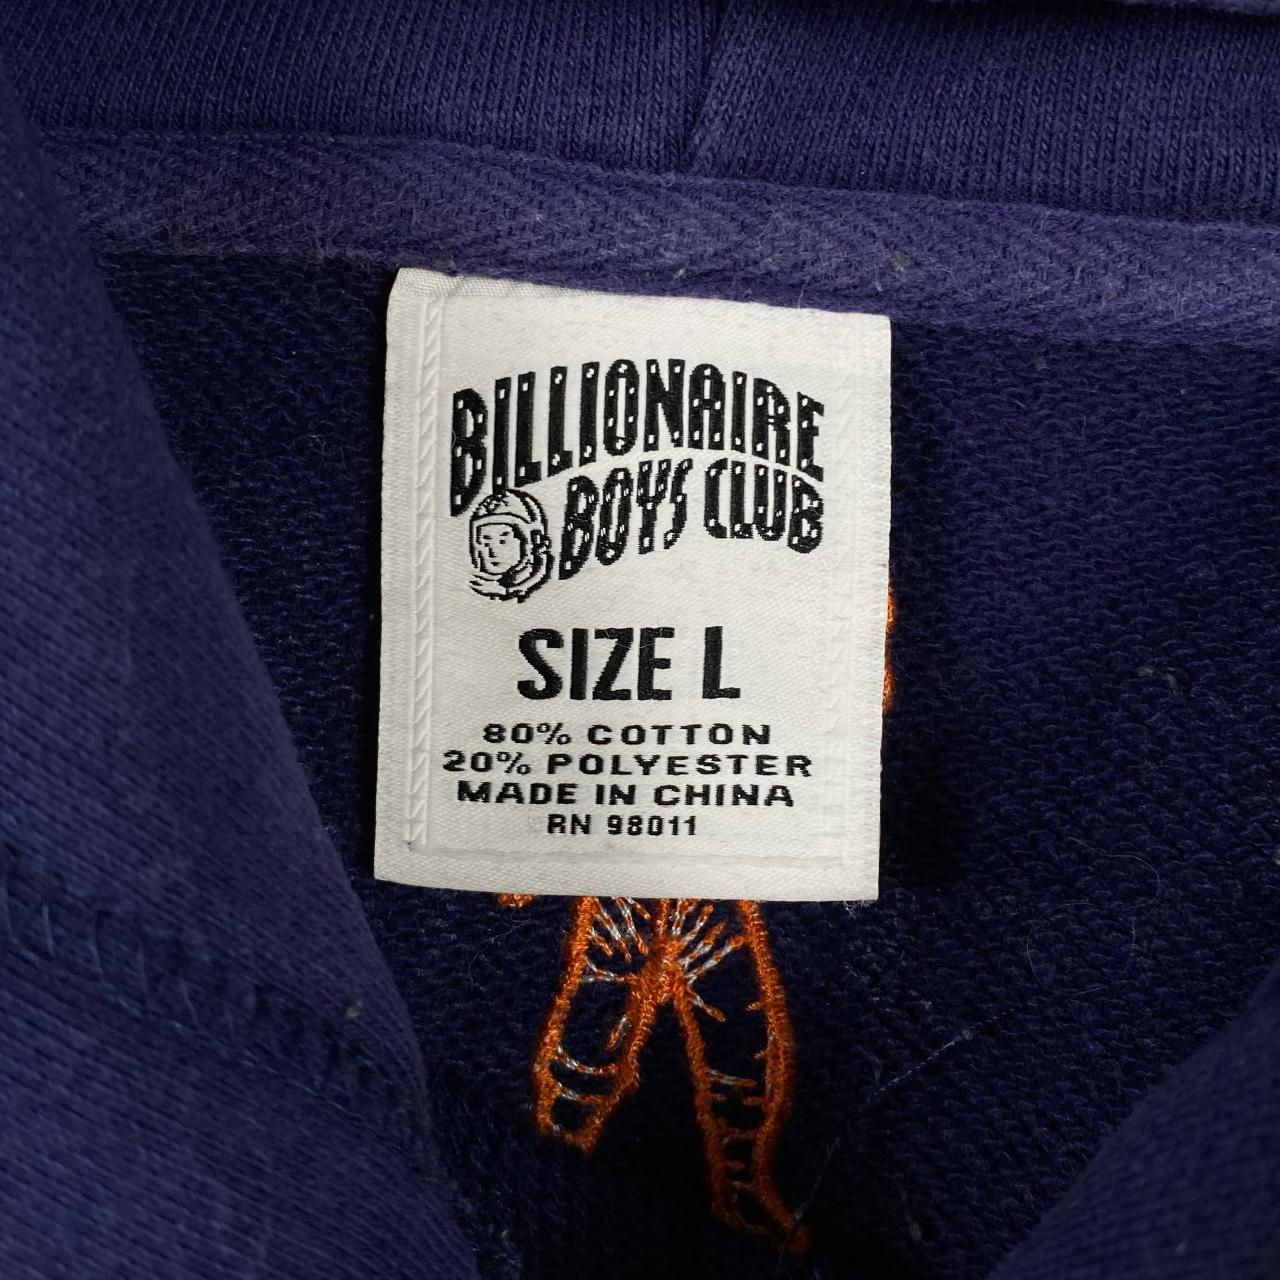 BILLIONAIRE
BOYS CLUB
SIZE L
80% COTTON
20% POLYESTER
MADE IN CHINA
RN 98011